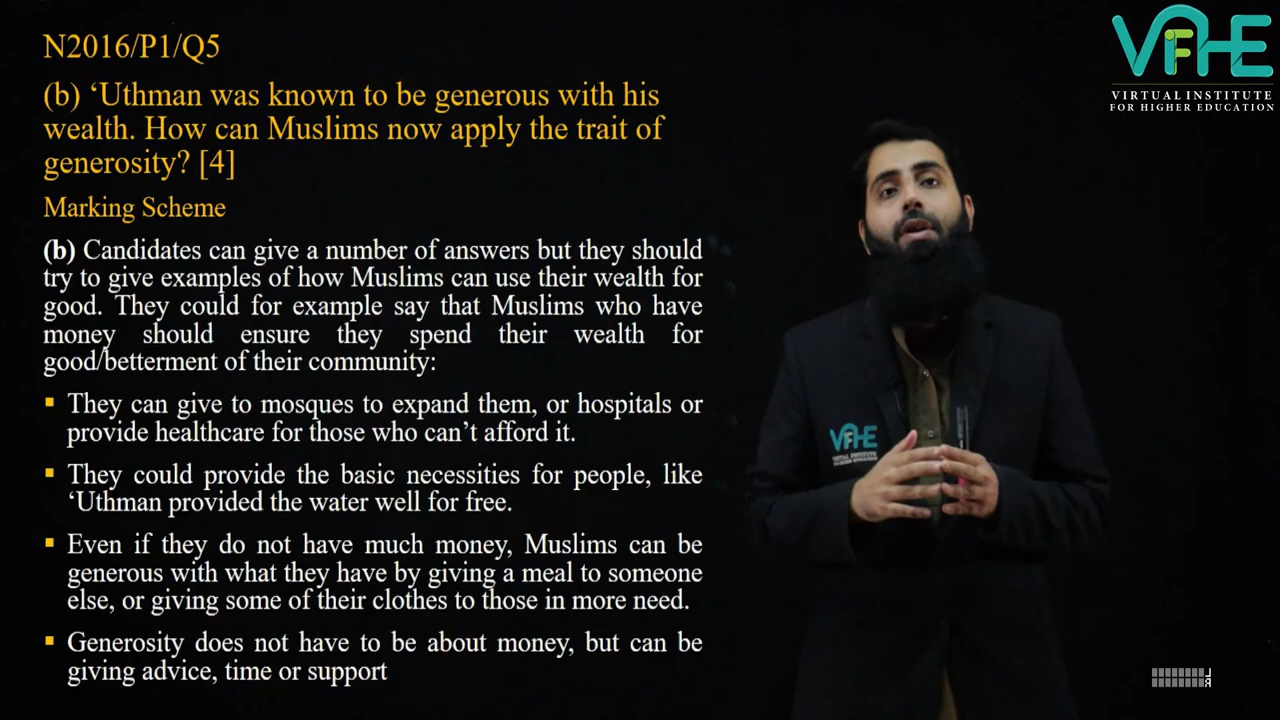 N2016/P1/Q5
(b) ‘Uthman was known to be generous with his
wealth. How can Muslims now apply the trait of
generosity? [4]
Marking Scheme
(b) Candidates can give a number of answers but they should
try to give examples of how Muslims can use their wealth for
good. They could for example say that Muslims who have
money should ensure they spend their wealth for
good/betterment of their community:
▪ They can give to mosques to expand them, or hospitals or
provide healthcare for those who can’t afford it.
▪ They could provide the basic necessities for people, like
‘Uthman provided the water well for free.
▪ Even if they do not have much money, Muslims can be
generous with what they have by giving a meal to someone
else, or giving some of their clothes to those in more need.
▪ Generosity does not have to be about money, but can be
giving advice, time or support
VIFHE
VIRTUAL INSTITUTE
FOR HIGHER EDUCATION
VIFHE
VIRTUAL INSTITUTE
FOR HIGHER EDUCATION
L
R